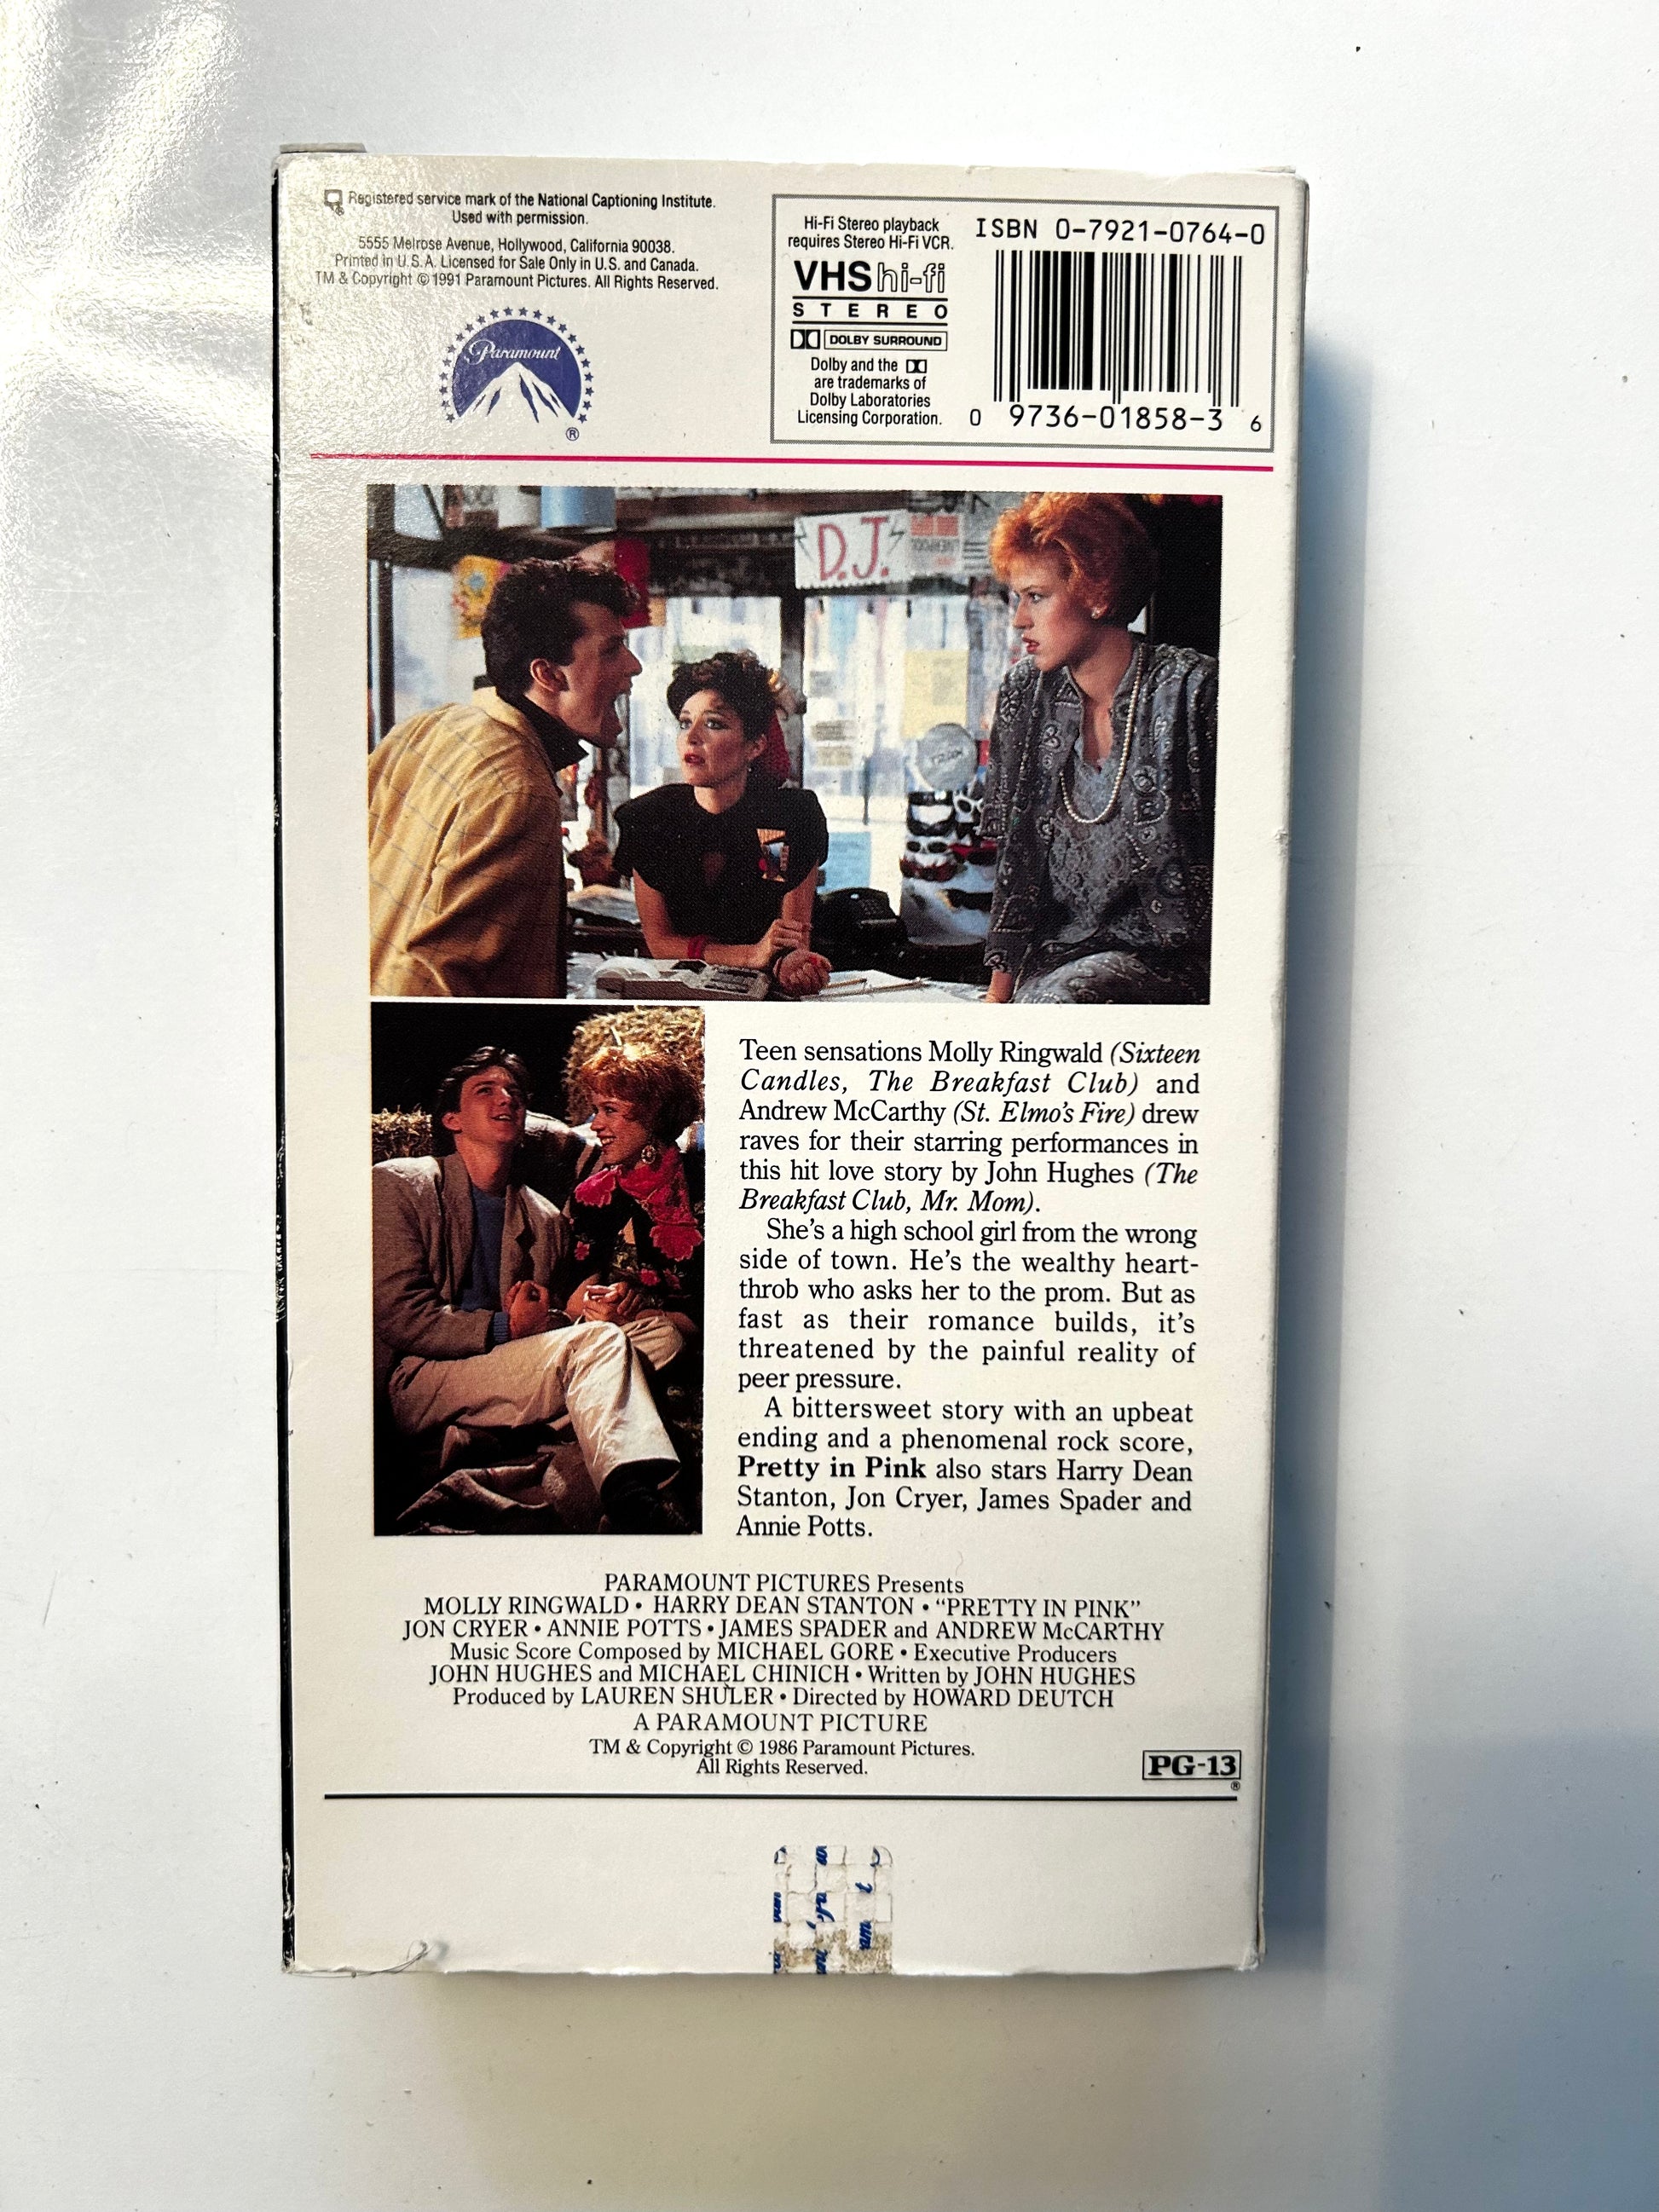 Registered service mark of the National Captioning Institute.
Used with permission.
5555 Melrose Avenue, Hollywood, California 90038.
Printed in U.S.A. Licensed for Sale Only in U.S. and Canada.
TM & Copyright © 1991 Paramount Pictures. All Rights Reserved.
Paramount
®
Hi-Fi Stereo playback
requires Stereo Hi-Fi VCR.
VHS hi-fi
STEREO
DOLBY SURROUND
Dolby and the
are trademarks of
Dolby Laboratories
Licensing Corporation.
ISBN 0-7921-0764-0
0 9736-01858-3 6
D.J.
Teen sensations Molly Ringwald (Sixteen
Candles, The Breakfast Club) and
Andrew McCarthy (St. Elmo's Fire) drew
raves for their starring performances in
this hit love story by John Hughes (The
Breakfast Club, Mr. Mom).
She's a high school girl from the wrong
side of town. He's the wealthy heart-
throb who asks her to the prom. But as
fast as their romance builds, it's
threatened by the painful reality of
peer pressure.
A bittersweet story with an upbeat
ending and a phenomenal rock score,
Pretty in Pink also stars Harry Dean
Stanton, Jon Cryer, James Spader and
Annie Potts.
PARAMOUNT PICTURES Presents
MOLLY RINGWALD • HARRY DEAN STANTON • "PRETTY IN PINK"
JON CRYER • ANNIE POTTS • JAMES SPADER and ANDREW McCARTHY
Music Score Composed by MICHAEL GORE • Executive Producers
JOHN HUGHES and MICHAEL CHINICH • Written by JOHN HUGHES
Produced by LAUREN SHULER • Directed by HOWARD DEUTCH
A PARAMOUNT PICTURE
TM & Copyright © 1986 Paramount Pictures.
All Rights Reserved.
PG-13
®